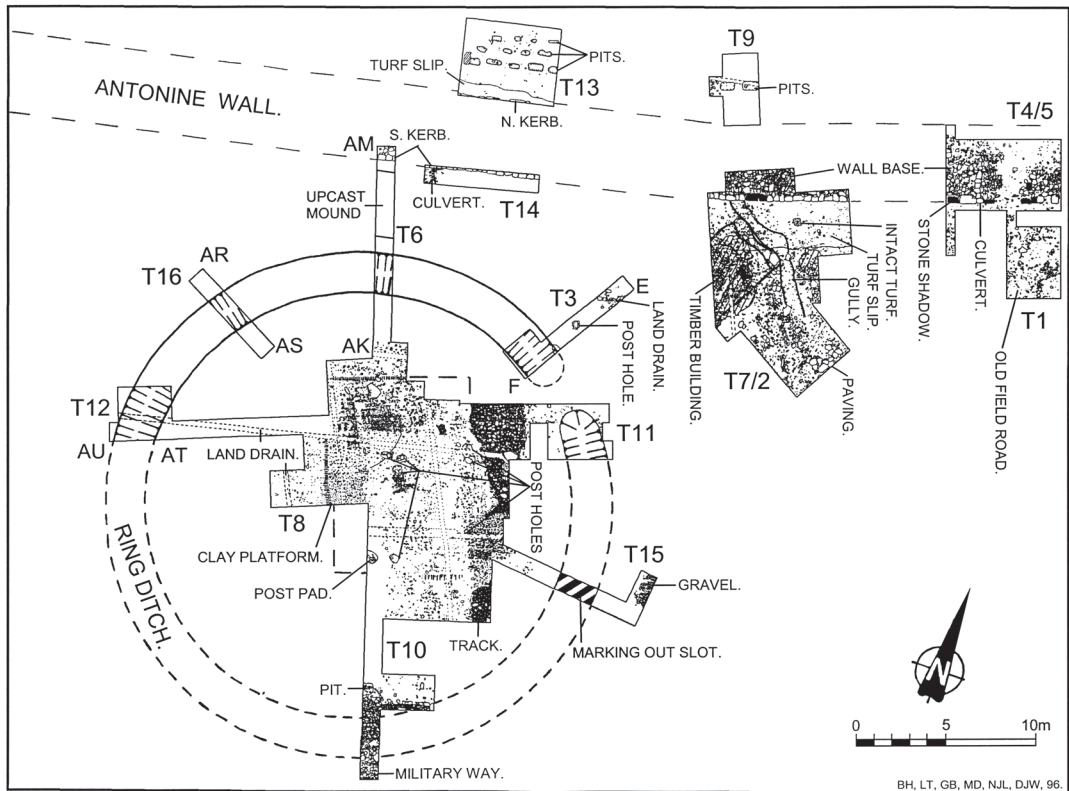 T9
PITS.
TURF SLIP.
T13
PITS.
T4/5
ANTONINE WALL.
N. KERB.
S. KERB.
AM
WALL BASE.
UPCAST
MOUND
CULVERT.
T14
T6
AR
T16
AS
T3
E
LAND DRAIN.
POST HOLE.
F
TIMBER BUILDING.
INTACT TURF.
TURF SLIP.
GULLY.
STONE SHADOW.
CULVERT.
T1
OLD FIELD ROAD.
PAVING.
T7/2
AK
T12
AU
AT
LAND DRAIN.
T11
T8
POST HOLES
CLAY PLATFORM.
RING DITCH.
POST PAD.
T15
GRAVEL.
TRACK.
MARKING OUT SLOT.
T10
PIT.
MILITARY WAY.
N
0 5 10m
BH, LT, GB, MD, NJL, DJW, 96.